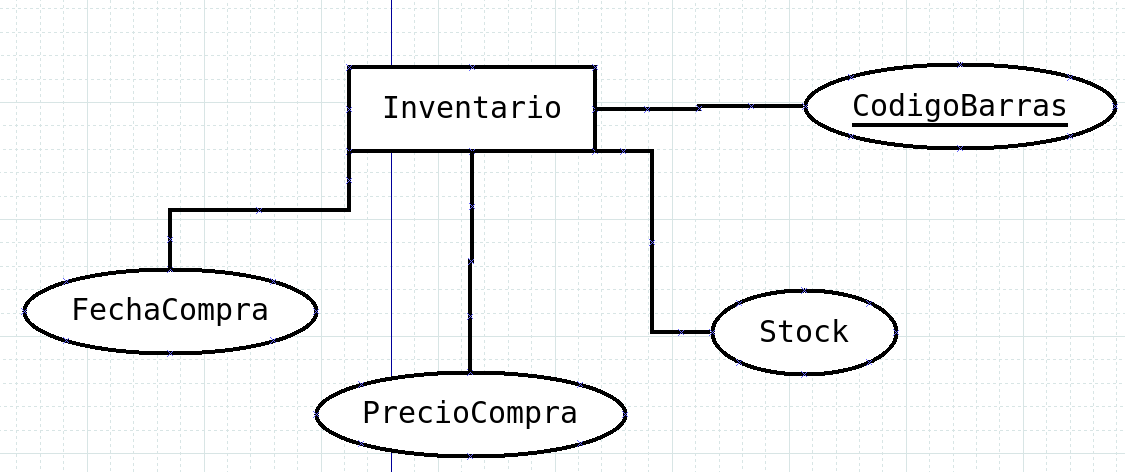 Inventario
CodigoBarras
FechaCompra
Stock
PrecioCompra